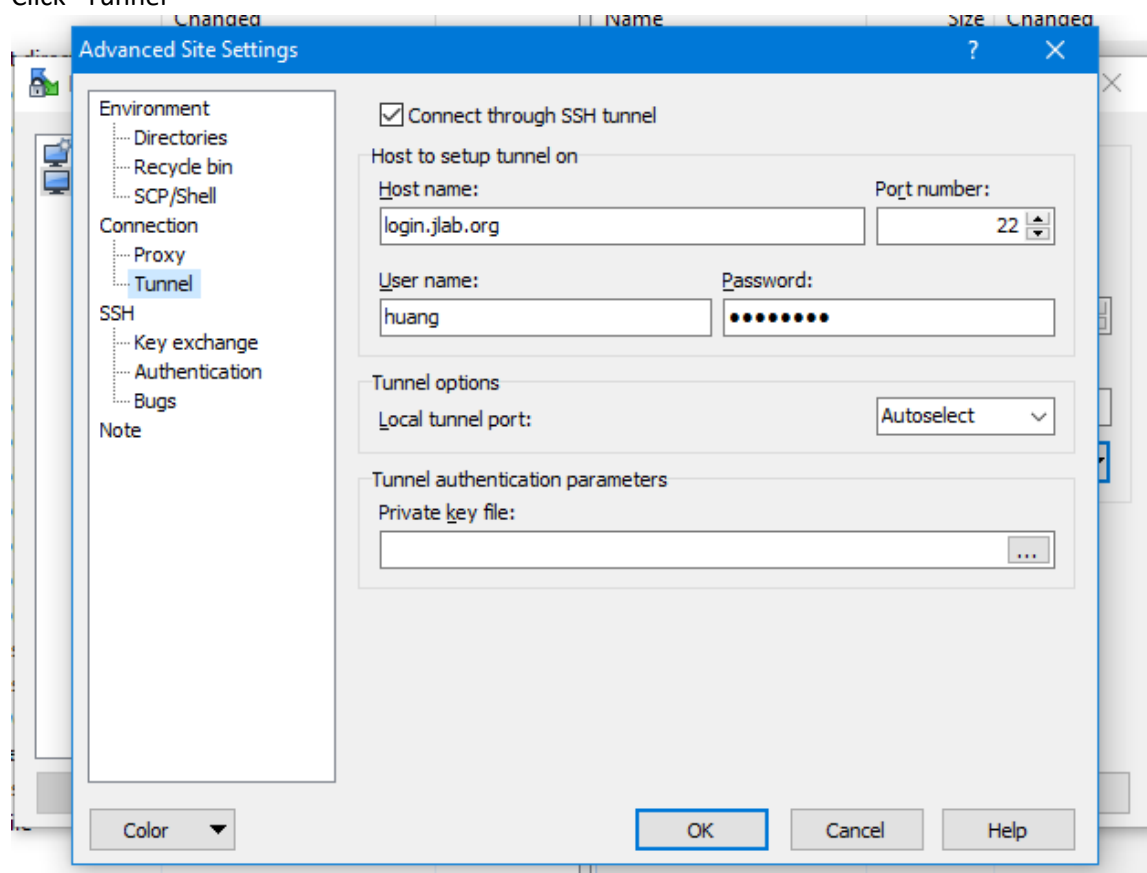 Click "Tunnel"
Changed Name Size Changed
Advanced Site Settings ?
Environment
Directories
Recycle bin
SCP/Shell
Connection
Proxy
Tunnel
SSH
Key exchange
Authentication
Bugs
Note
Connect through SSH tunnel
Host to setup tunnel on
Host name: Port number:
login.jlab.org 22
User name: Password:
huang ●●●●●●●●
Tunnel options
Local tunnel port: Autoselect
Tunnel authentication parameters
Private key file:
...
Color OK Cancel Help